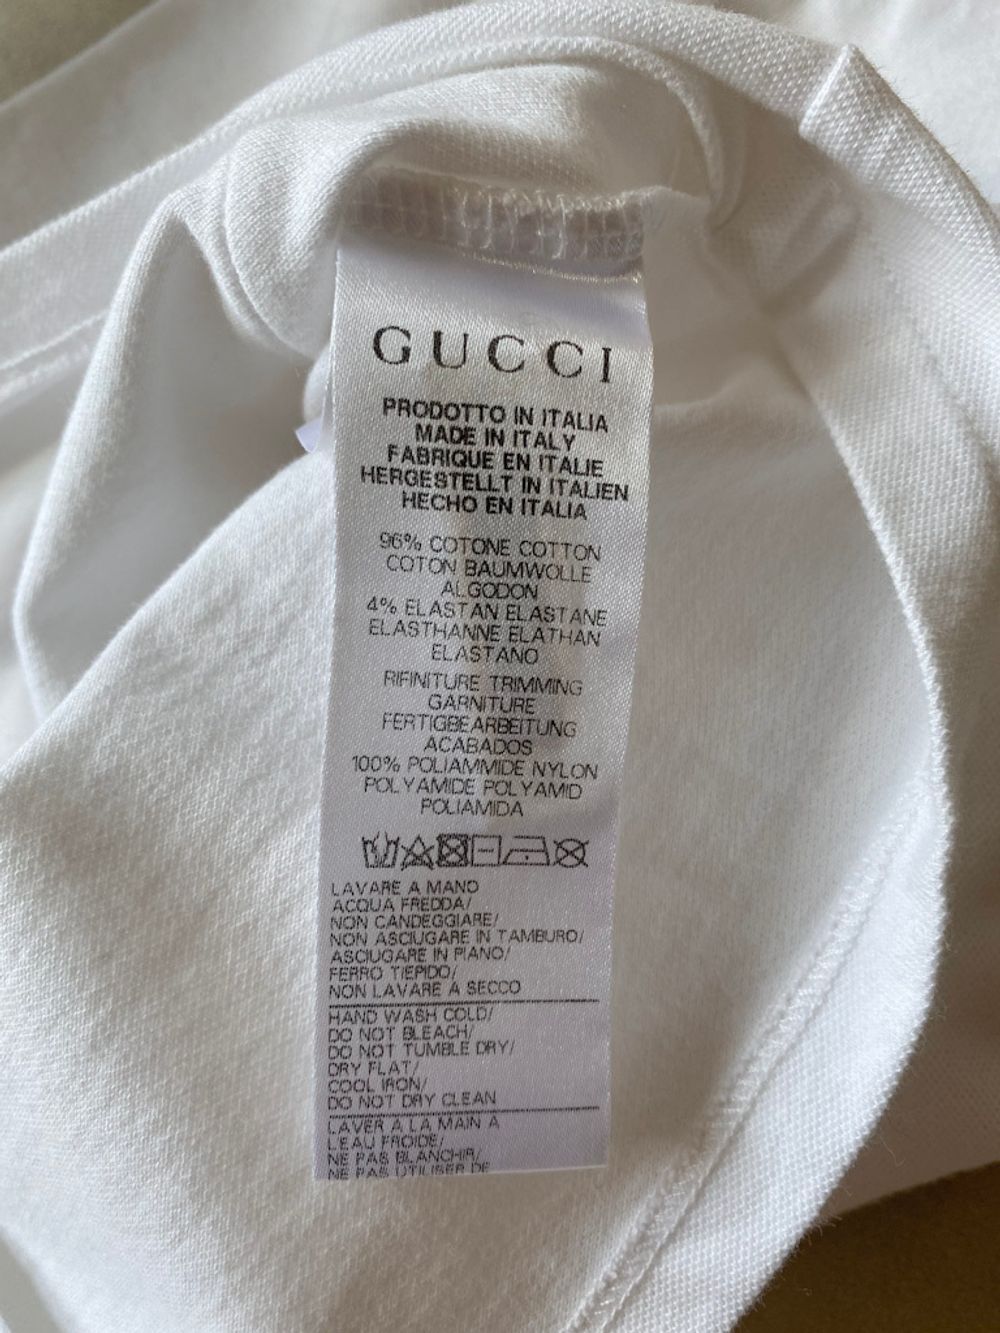 GUCCI
PRODOTTO IN ITALIA
MADE IN ITALY
FABRIQUE EN ITALIE
HERGESTELLT IN ITALIEN
HECHO EN ITALIA
96% COTONE COTTON
COTON BAUMWOLLE
ALGODON
4% ELASTAN ELASTANE
ELASTHANNE ELATHAN
ELASTANO
RIFINITURE TRIMMING
GARNITURE
FERTIGBEARBEITUNG
ACABADOS
100% POLIAMMIDE NYLON
POLYAMIDE POLYAMID
POLIAMIDA
LAVARE A MANO
ACQUA FREDDA/
NON CANDEGGIARE/
NON ASCIUGARE IN TAMBURO/
ASCIUGARE IN PIANO/
FERRO TIEPIDO/
NON LAVARE A SECCO
HAND WASH COLD/
DO NOT BLEACH/
DO NOT TUMBLE DRY/
DRY FLAT/
COOL IRON/
DO NOT DRY CLEAN
LAVER A LA MAIN A
L'EAU FROIDE/
NE PAS BLANCHIR/
NE PAS UTILISER DE